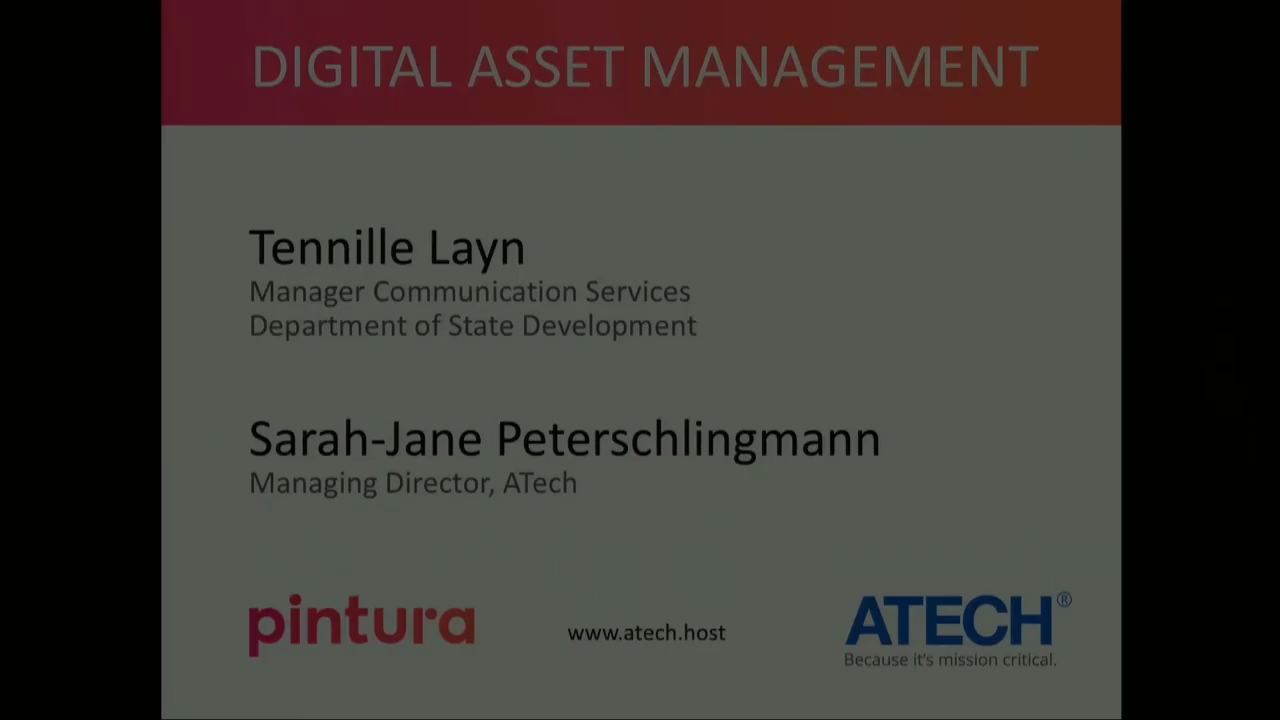 DIGITAL ASSET MANAGEMENT
Tennille Layn
Manager Communication Services
Department of State Development
Sarah-Jane Peterschlingmann
Managing Director, ATech
pintura
www.atech.host
ATECH®
Because it's mission critical.